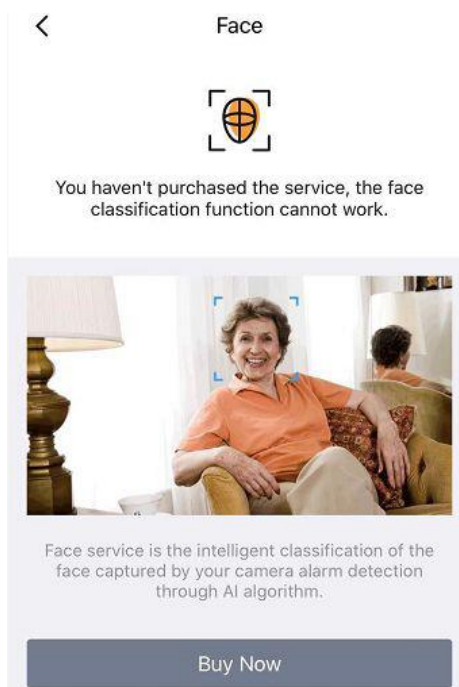 Face
You haven't purchased the service, the face
classification function cannot work.
Face service is the intelligent classification of the
face captured by your camera alarm detection
through AI algorithm.
Buy Now